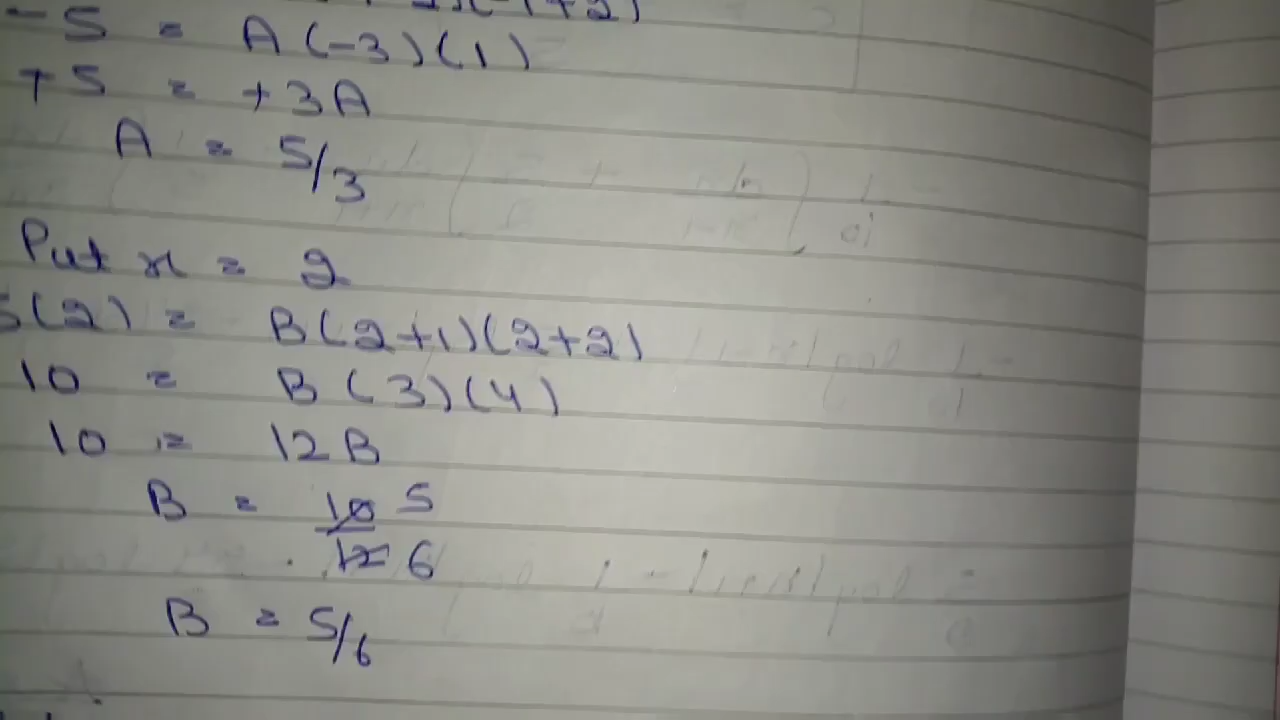 -5 = A(-3)(1)
+5 = +3A
A = 5/3
Put x = 2
5(2) = B(2+1)(2+2)
10 = B(3)(4)
10 = 12B
B = 10 5
12 6
B = 5/6